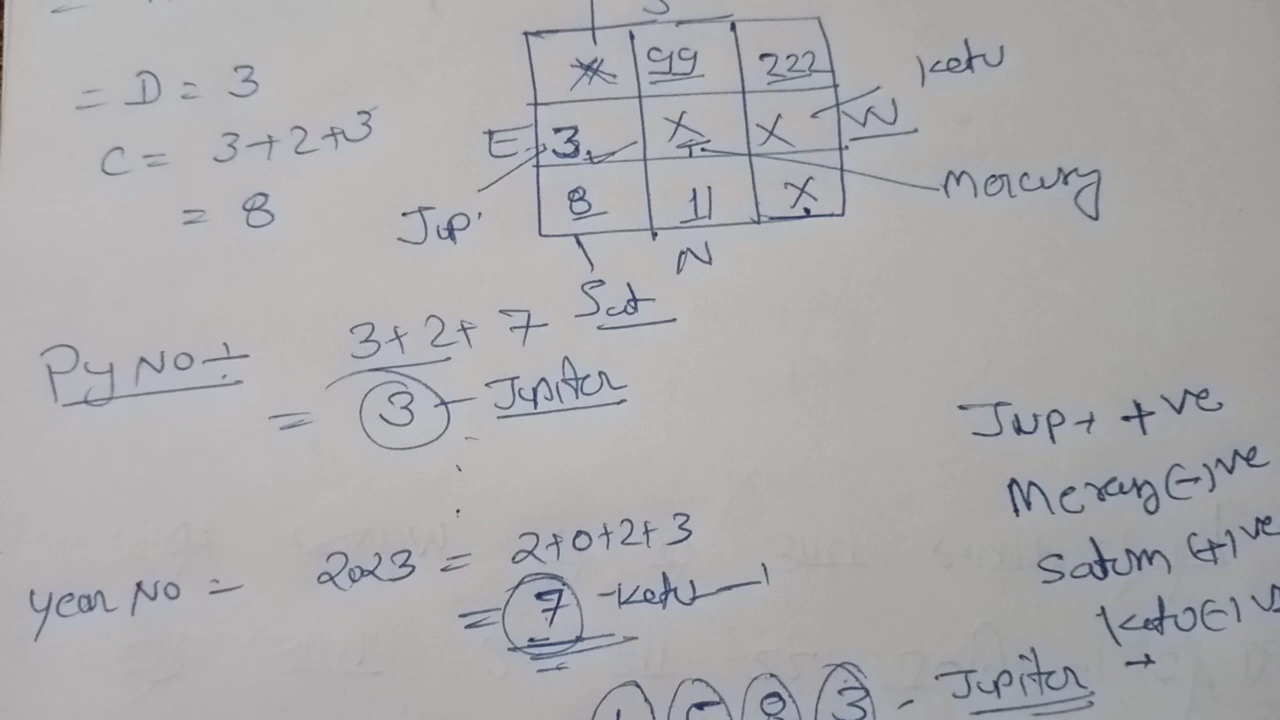 = D = 3
C = 3+2+3
= 8
S
X 99 222
E 3 X X W
8 11 X
N
Ketu
Mercury
Jup.
Sat
PY NO÷ 3+2+7
= 3 - Jupiter
Year No = 2023 = 2+0+2+3
= 7 - Ketu
Jup → +ve
Mercury (-)ve
Saturn (+)ve
Ketu (-)v
8 3 - Jupiter →